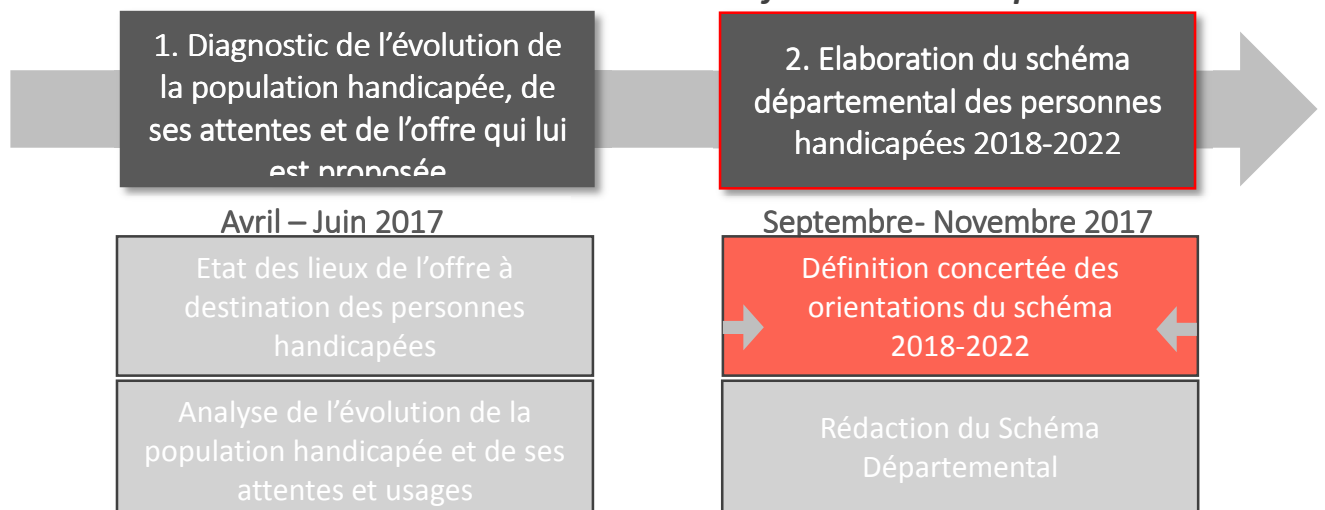 1. Diagnostic de l’évolution de
la population handicapée, de
ses attentes et de l’offre qui lui
est proposée
Avril – Juin 2017
Etat des lieux de l’offre à
destination des personnes
handicapées
Analyse de l’évolution de la
population handicapée et de ses
attentes et usages
2. Elaboration du schéma
départemental des personnes
handicapées 2018-2022
Septembre- Novembre 2017
Définition concertée des
orientations du schéma
2018-2022
Rédaction du Schéma
Départemental